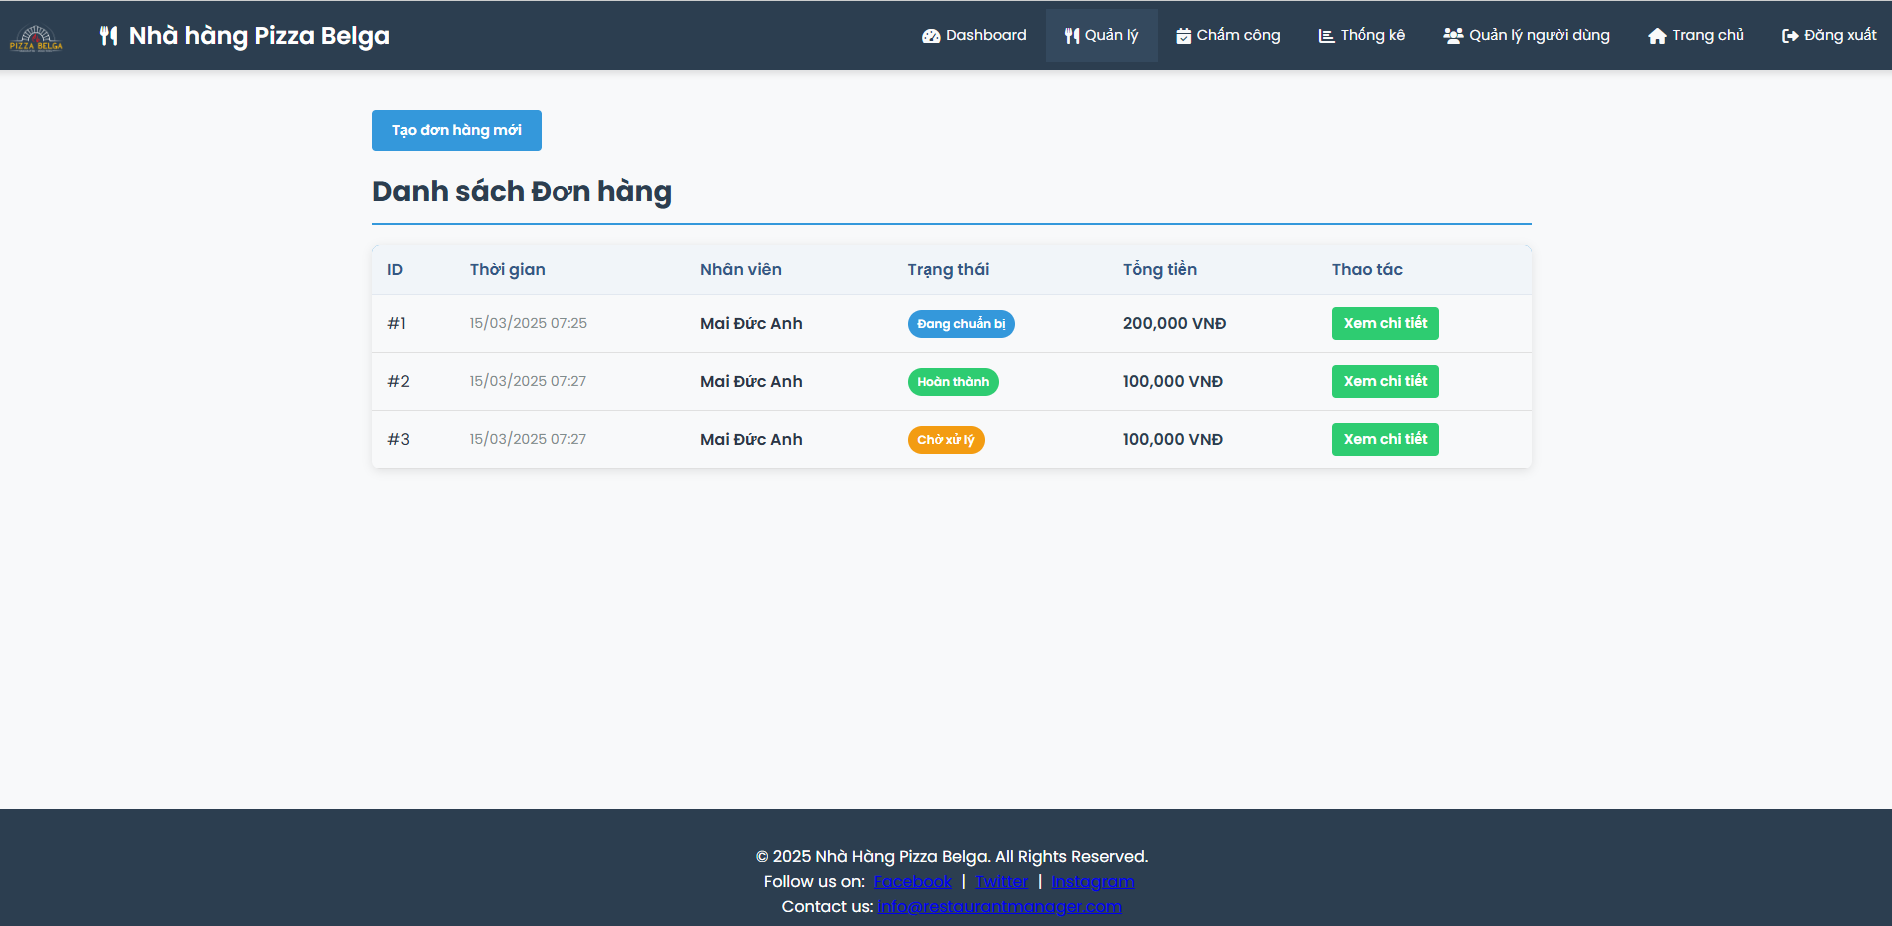 PIZZA BELGA
Nhà hàng Pizza Belga
Dashboard
Quản lý
Chấm công
Thống kê
Quản lý người dùng
Trang chủ
Đăng xuất
Tạo đơn hàng mới
Danh sách Đơn hàng
ID Thời gian Nhân viên Trạng thái Tổng tiền Thao tác
#1 15/03/2025 07:25 Mai Đức Anh Đang chuẩn bị 200,000 VNĐ Xem chi tiết
#2 15/03/2025 07:27 Mai Đức Anh Hoàn thành 100,000 VNĐ Xem chi tiết
#3 15/03/2025 07:27 Mai Đức Anh Chờ xử lý 100,000 VNĐ Xem chi tiết
© 2025 Nhà Hàng Pizza Belga. All Rights Reserved.
Follow us on: Facebook | Twitter | Instagram
Contact us: info@restaurantmanager.com